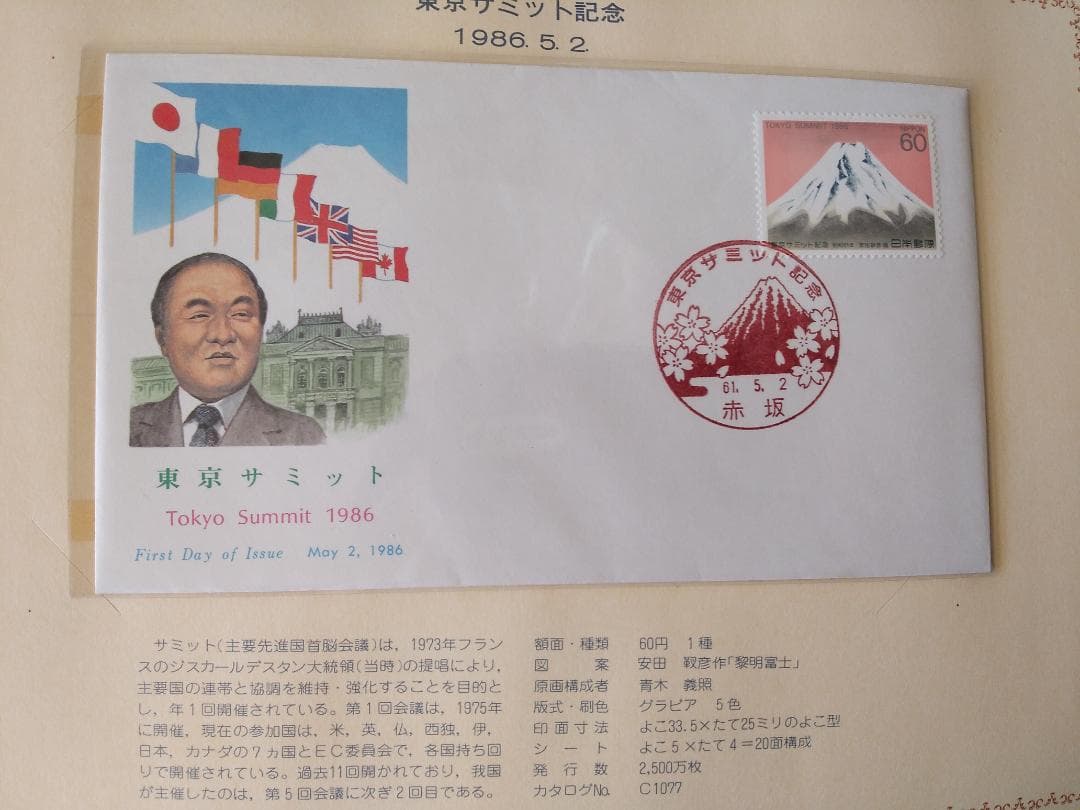 東京サミット記念
1986.5.2.
TOKYO SUMMIT 1986
NIPPON
60
東京サミット記念
日本郵便
東京サミット記念
61.5.2
赤坂
東京サミット
Tokyo Summit 1986
First Day of Issue May 2, 1986
サミット(主要先進国首脳会議)は，1973年フラン
スのジスカールデスタン大統領(当時)の提唱により，
主要国の連帯と協調を維持・強化することを目的と
し，年1回開催されている。第1回会議は，1975年
に開催，現在の参加国は，米，英，仏，西独，伊，
日本，カナダの7ヵ国とEC委員会で，各国持ち回
りで開催されている。過去11回開かれており，我国
が主催したのは，第5回会議に次ぎ2回目である。
額面・種類 60円 1種
図案 安田 靫彦作「黎明富士」
原画構成者 青木 義照
版式・刷色 グラビア 5色
印面寸法 よこ33.5×たて25ミリのよこ型
シート よこ5×たて4＝20面構成
発行数 2,500万枚
カタログNo. C1077